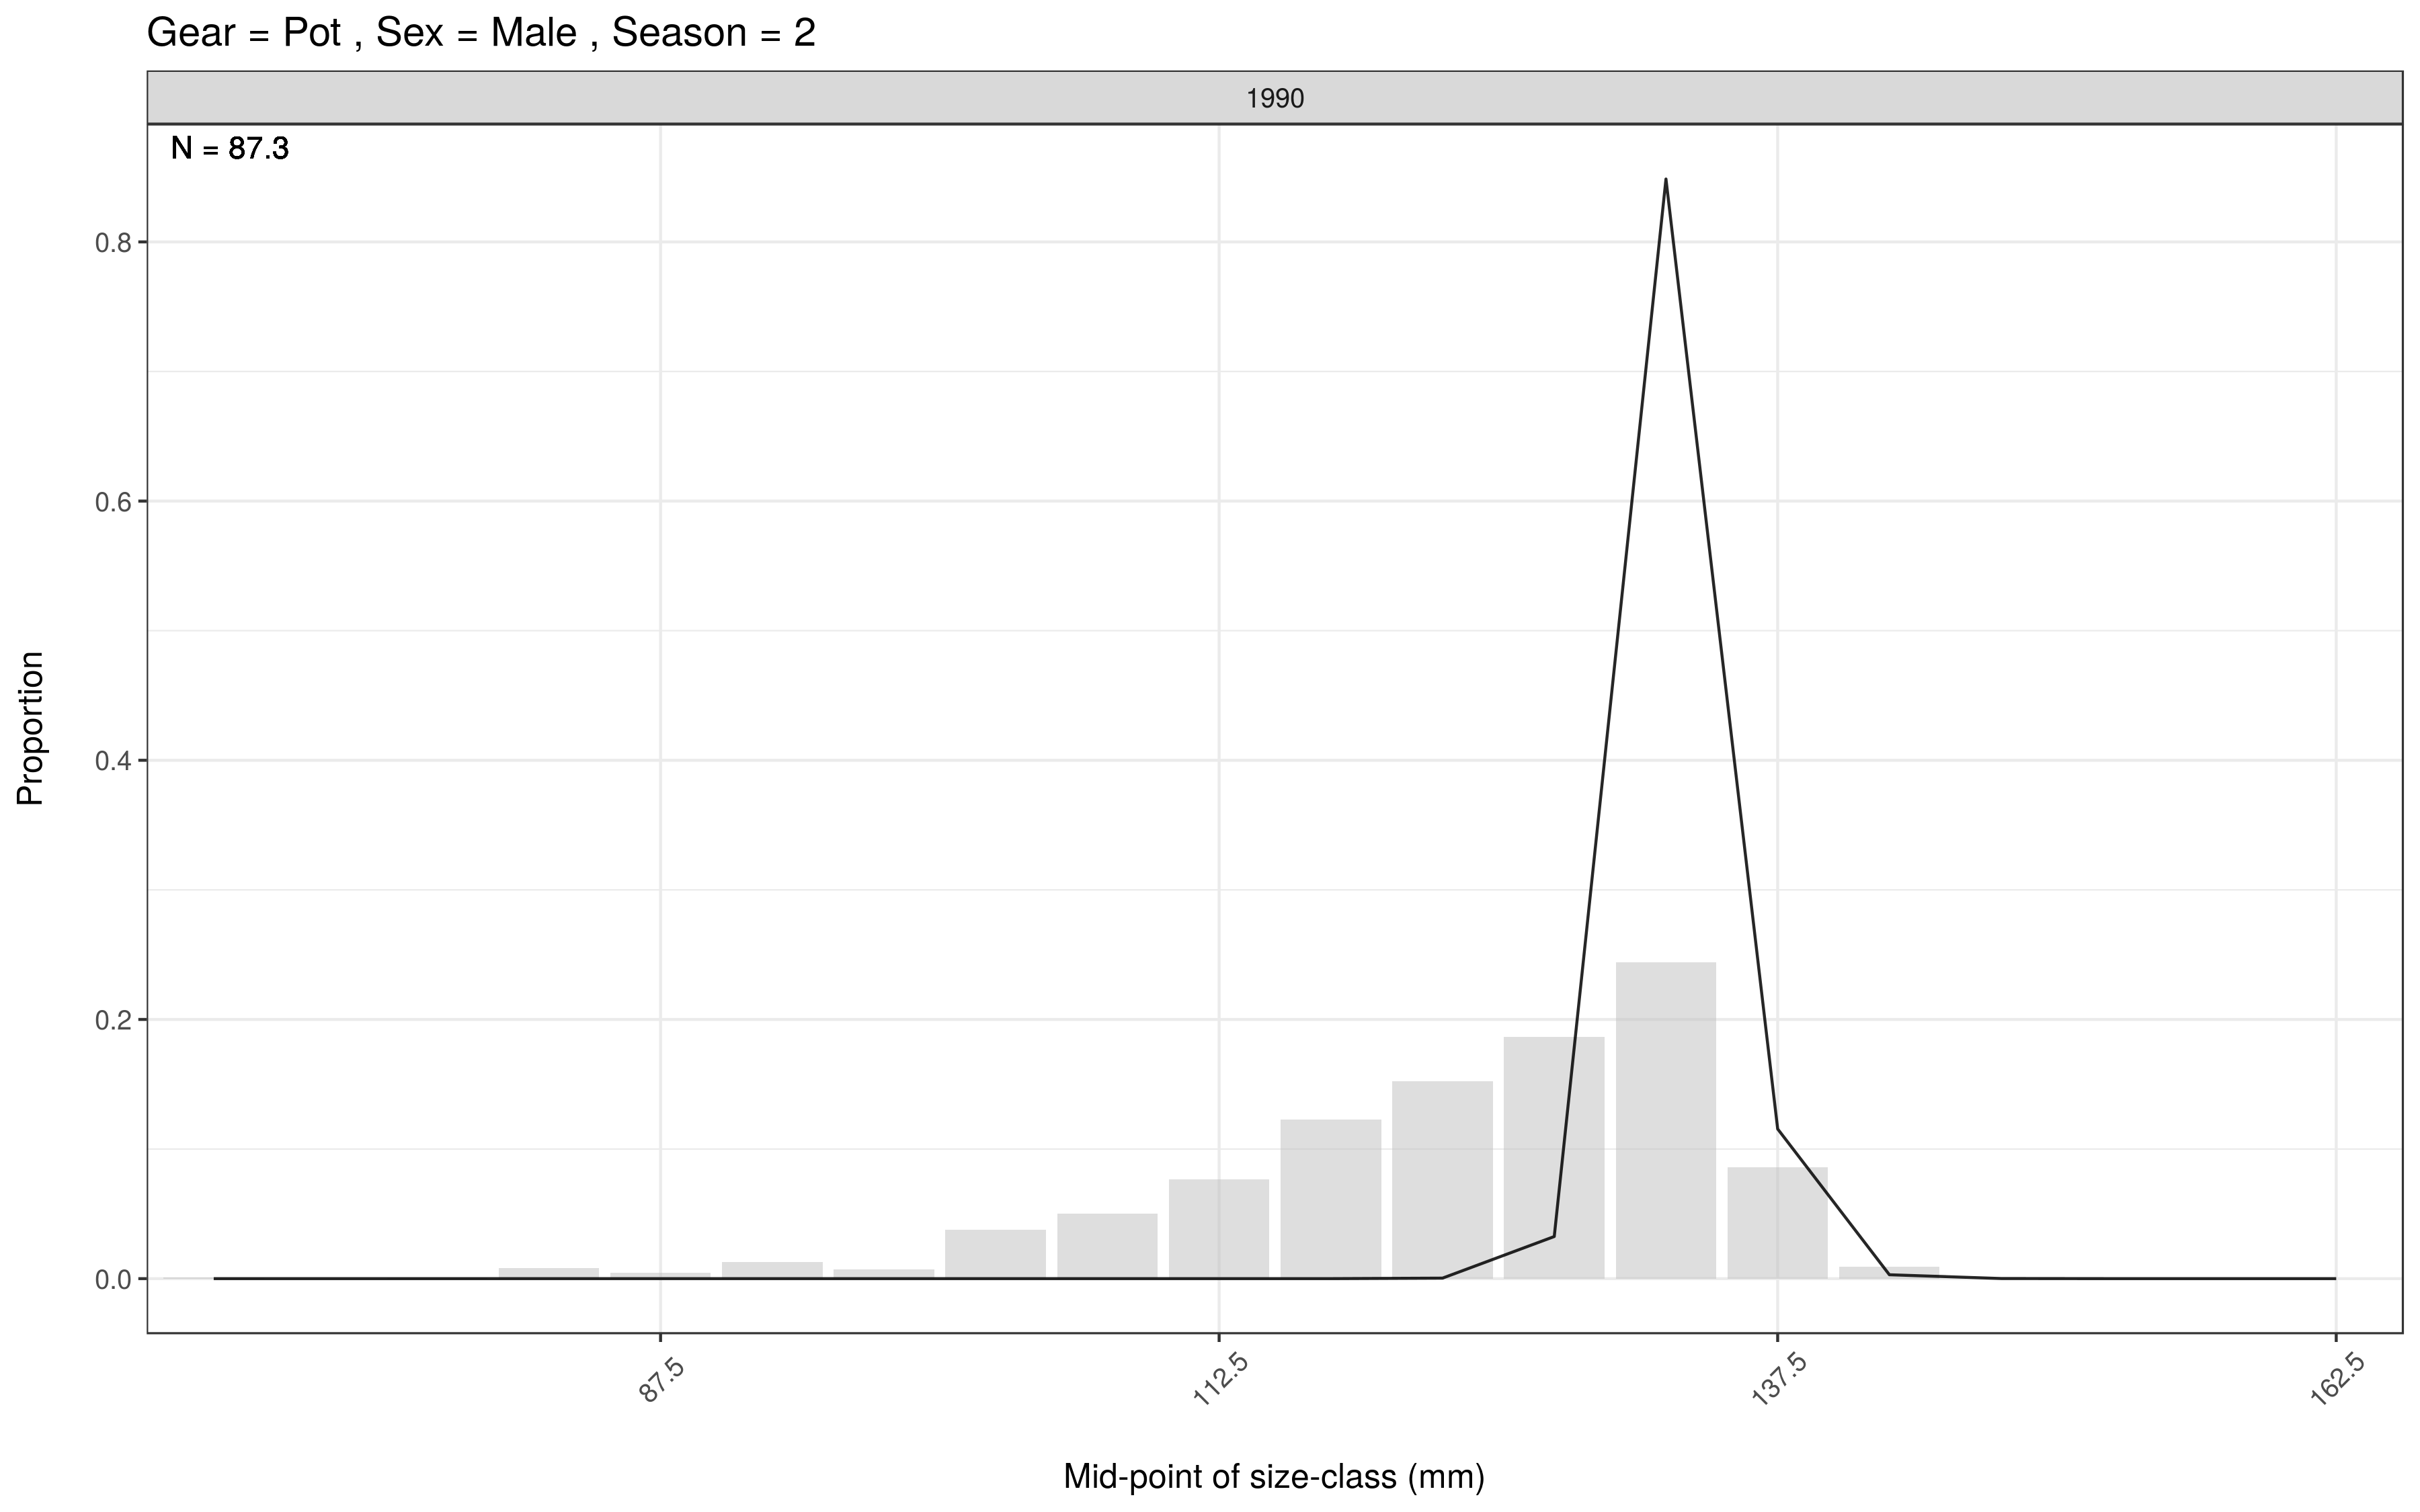 Gear = Pot , Sex = Male , Season = 2
1990
N = 87.3
0.8
0.6
0.4
0.2
0.0
Proportion
87.5
112.5
137.5
162.5
Mid-point of size-class (mm)